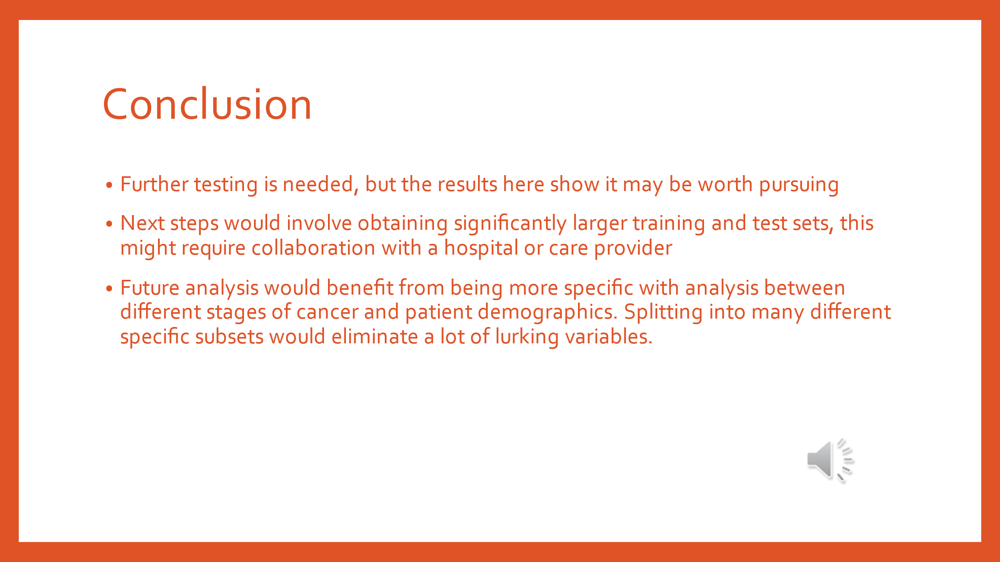 Conclusion
• Further testing is needed, but the results here show it may be worth pursuing
• Next steps would involve obtaining significantly larger training and test sets, this
might require collaboration with a hospital or care provider
• Future analysis would benefit from being more specific with analysis between
different stages of cancer and patient demographics. Splitting into many different
specific subsets would eliminate a lot of lurking variables.